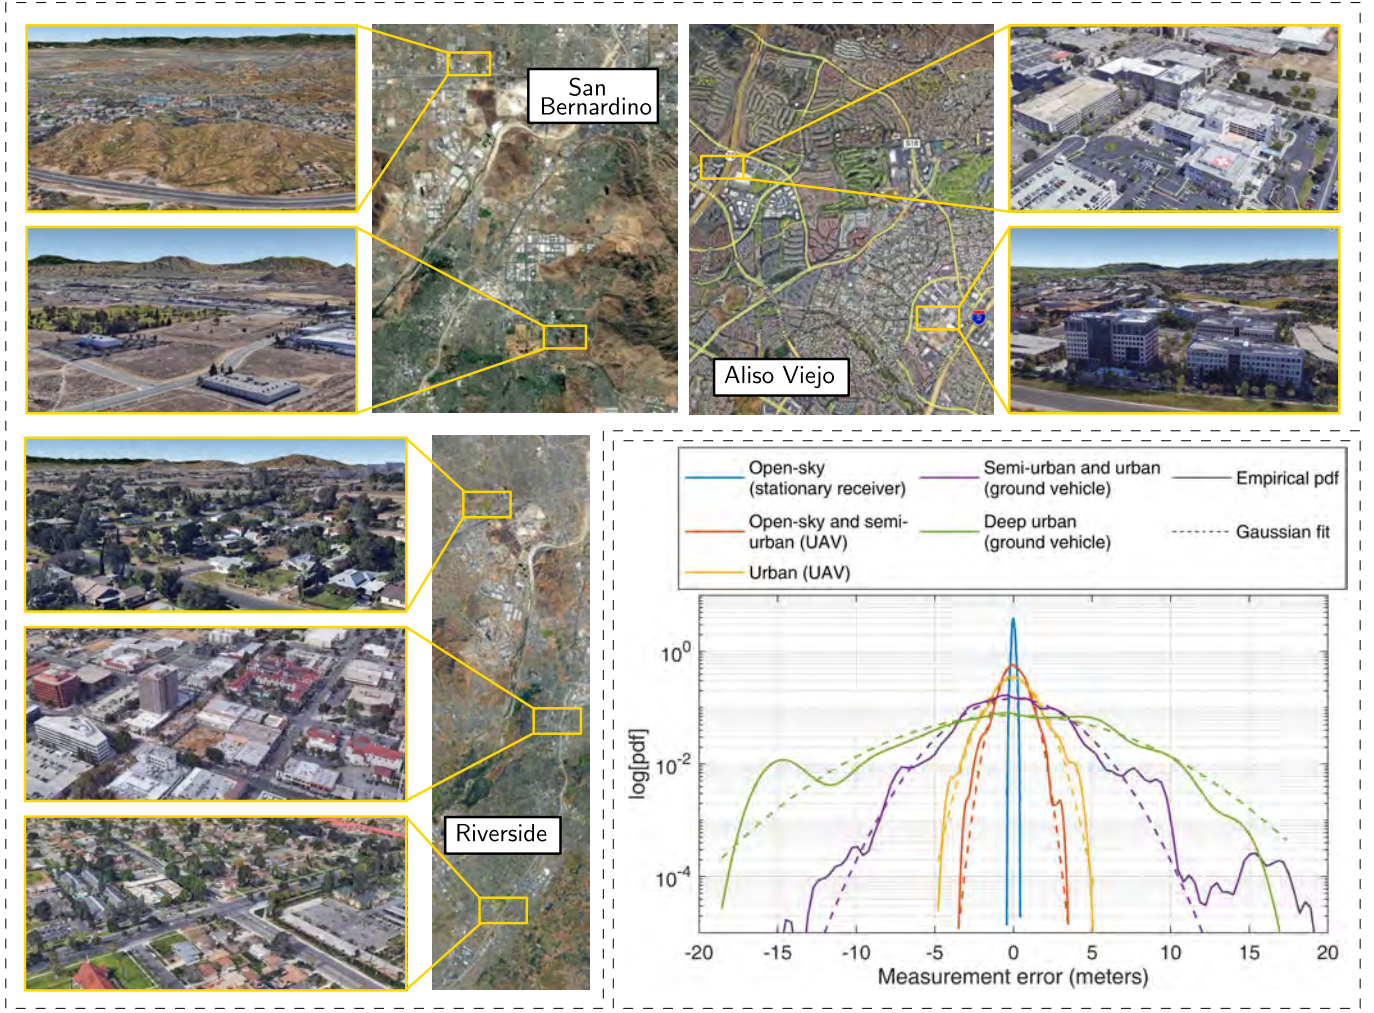 San
Bernardino
S18
5
Aliso Viejo
Riverside
Open-sky
(stationary receiver)
Semi-urban and urban
(ground vehicle)
Empirical pdf
Open-sky and semi-
urban (UAV)
Deep urban
(ground vehicle)
Gaussian fit
Urban (UAV)
log[pdf]
10^0
10^-2
10^-4
-20 -15 -10 -5 0 5 10 15 20
Measurement error (meters)